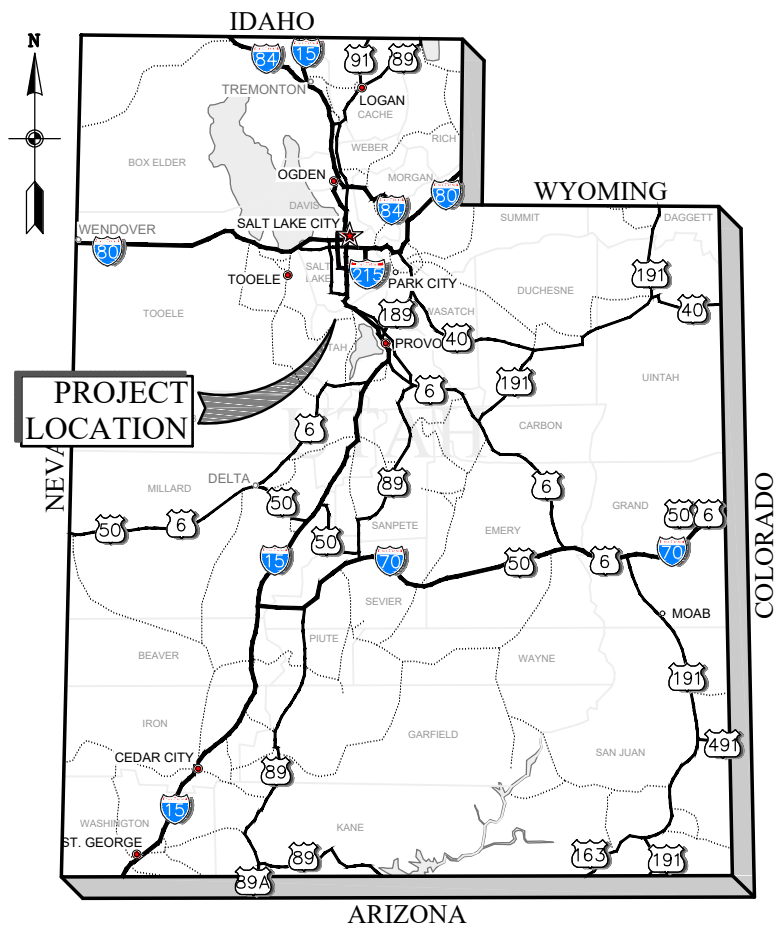 IDAHO
N
84
15
91
89
TREMONTON
LOGAN
CACHE
WEBER
RICH
BOX ELDER
OGDEN
MORGAN
DAVIS
84
80
WYOMING
SALT LAKE CITY
SUMMIT
DAGGETT
WENDOVER
80
TOOELE
SALT
LAKE
215
PARK CITY
191
DUCHESNE
TOOELE
WASATCH
189
40
40
UTAH
PROVO
UINTAH
PROJECT
LOCATION
6
191
6
UTAH
CARBON
NEVA
MILLARD
DELTA
89
50
6
GRAND
50
6
50
6
50
SANPETE
EMERY
15
70
50
6
70
COLORADO
SEVIER
MOAB
PIUTE
BEAVER
WAYNE
191
IRON
GARFIELD
491
SAN JUAN
CEDAR CITY
89
15
WASHINGTON
KANE
ST. GEORGE
89
163
191
89A
ARIZONA